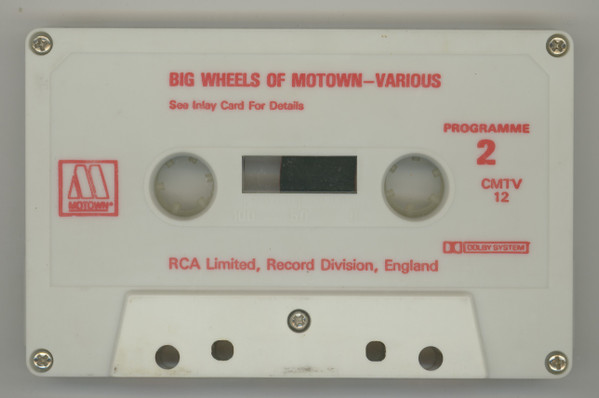 BIG WHEELS OF MOTOWN—VARIOUS
See Inlay Card For Details
PROGRAMME
2
CMTV
12
MOTOWN®
DOLBY SYSTEM
RCA Limited, Record Division, England